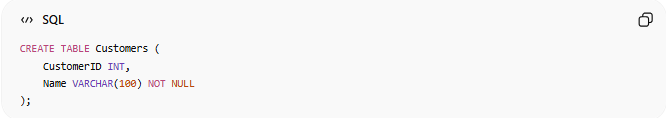 </> SQL
CREATE TABLE Customers (
    CustomerID INT,
    Name VARCHAR(100) NOT NULL
);